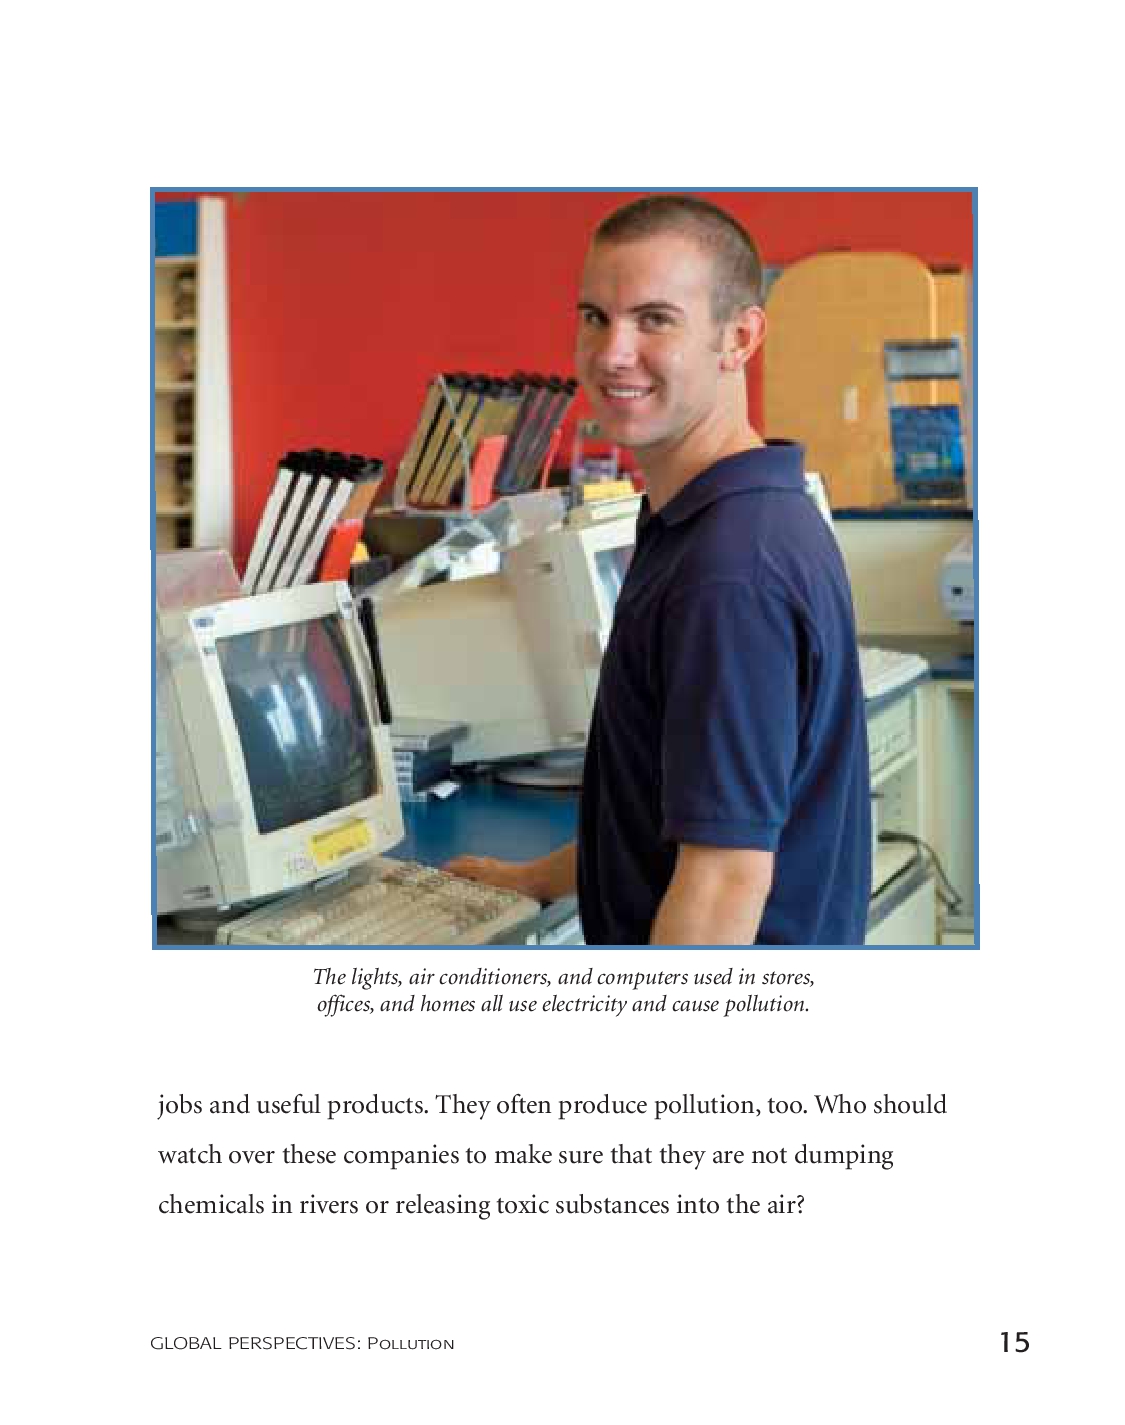 The lights, air conditioners, and computers used in stores,
offices, and homes all use electricity and cause pollution.
jobs and useful products. They often produce pollution, too. Who should
watch over these companies to make sure that they are not dumping
chemicals in rivers or releasing toxic substances into the air?
GLOBAL PERSPECTIVES: POLLUTION 15